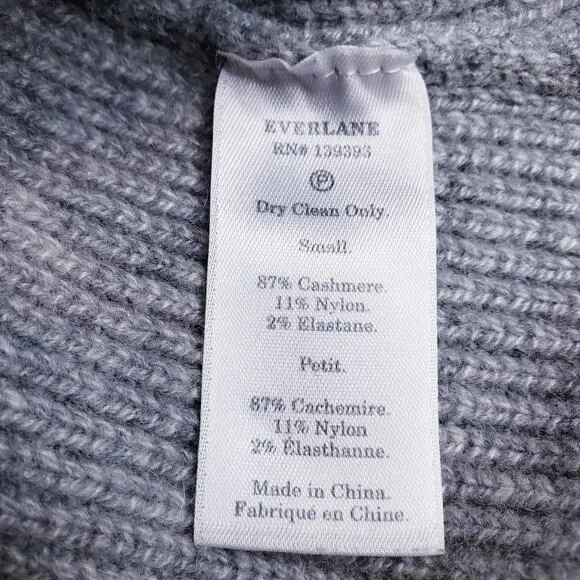 EVERLANE
RN# 139393
P
Dry Clean Only.
Small.
87% Cashmere.
11% Nylon.
2% Elastane.
Petit.
87% Cachemire.
11% Nylon
2% Élasthanne.
Made in China.
Fabriqué en Chine.